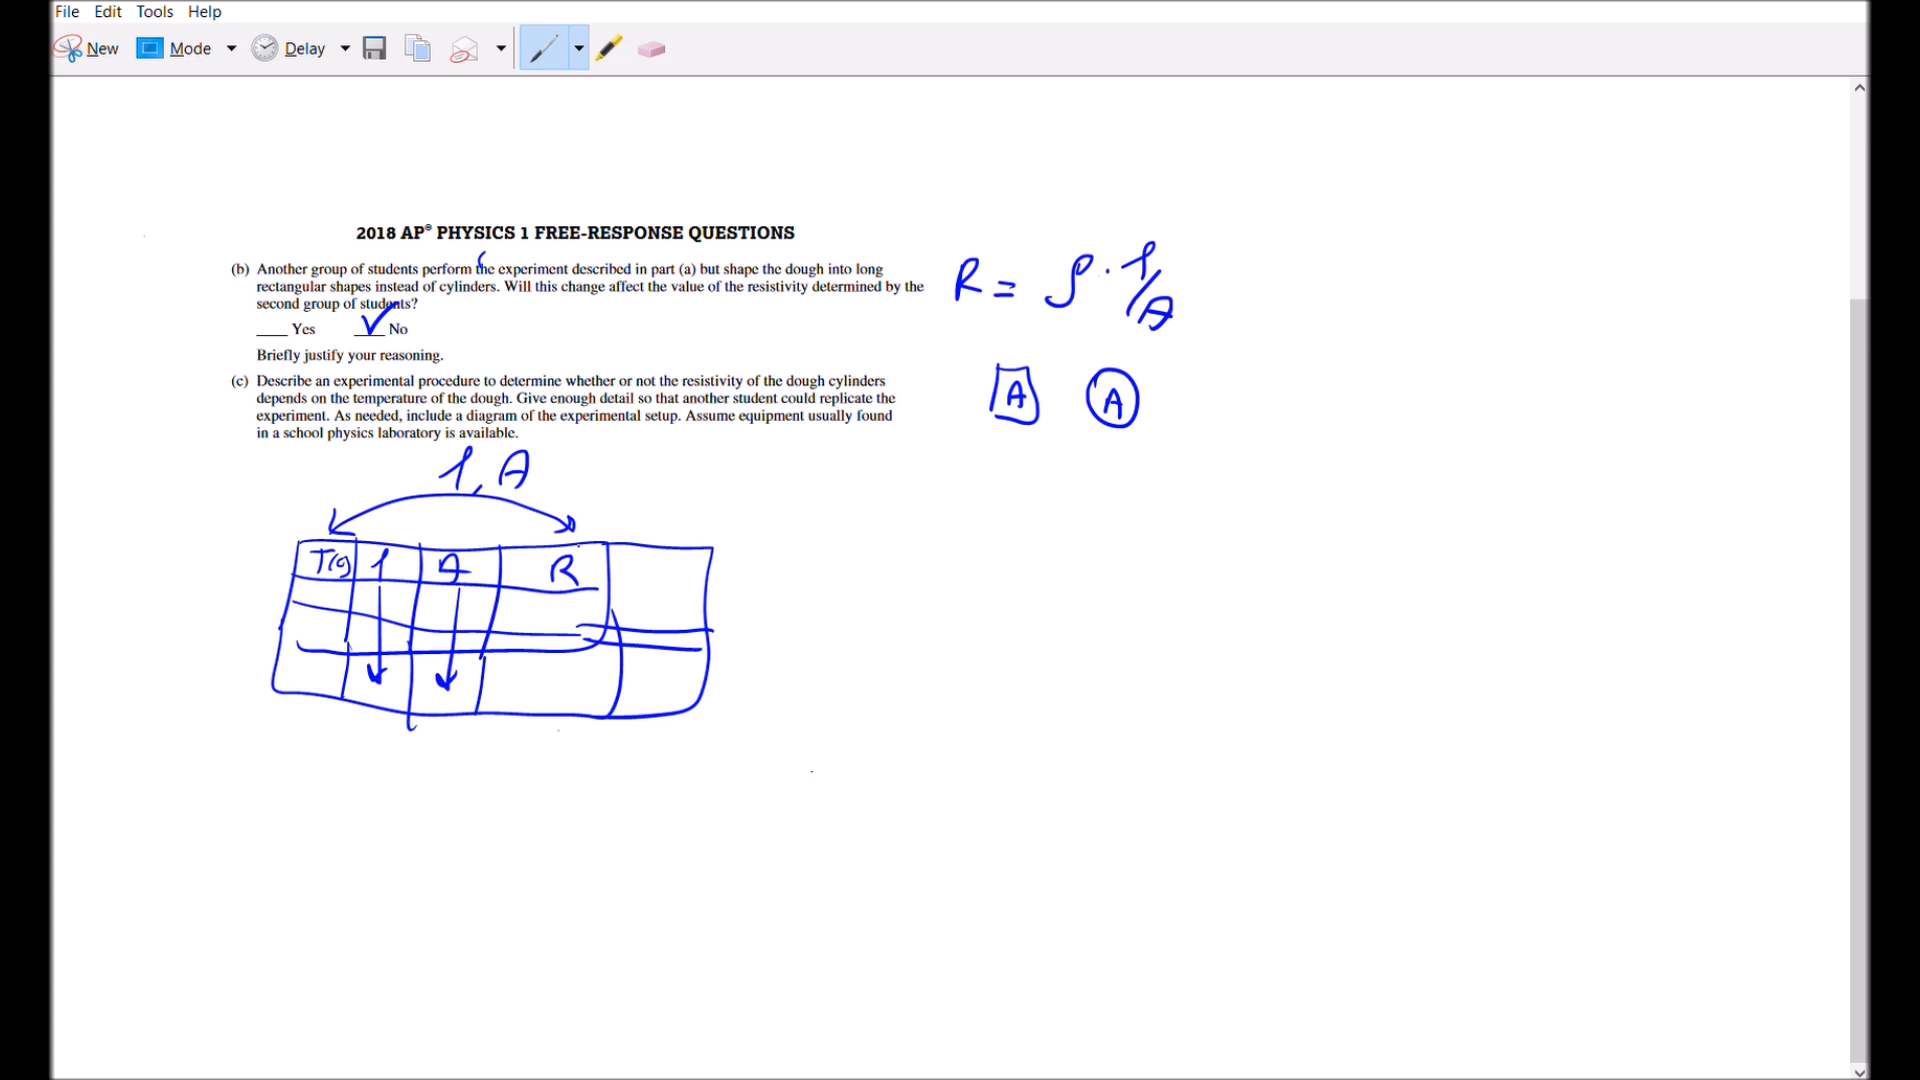 File Edit Tools Help
New Mode Delay
2018 AP® PHYSICS 1 FREE-RESPONSE QUESTIONS
(b) Another group of students perform the experiment described in part (a) but shape the dough into long
rectangular shapes instead of cylinders. Will this change affect the value of the resistivity determined by the
second group of students?
____ Yes ____ No
Briefly justify your reasoning.
(c) Describe an experimental procedure to determine whether or not the resistivity of the dough cylinders
depends on the temperature of the dough. Give enough detail so that another student could replicate the
experiment. As needed, include a diagram of the experimental setup. Assume equipment usually found
in a school physics laboratory is available.
R = ρ · l/A
A A
l, A
l A R